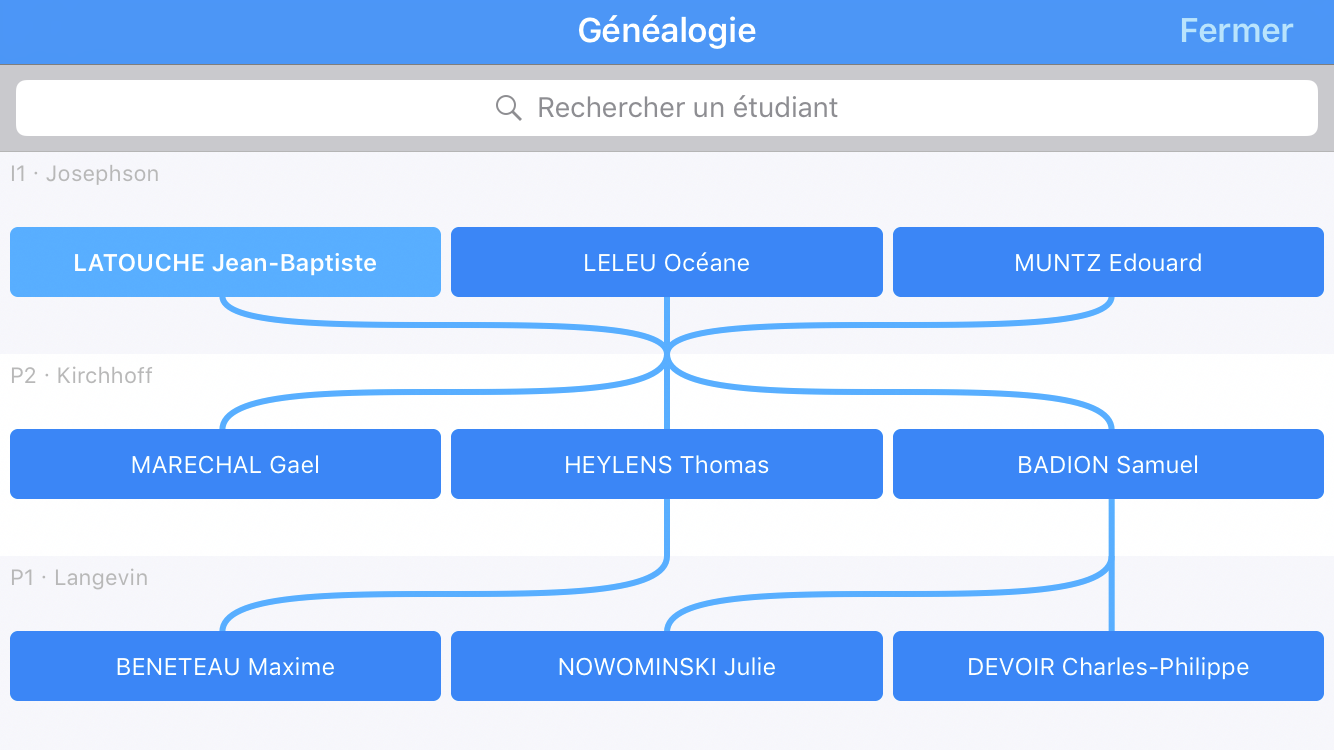 Généalogie
Fermer
Rechercher un étudiant
I1 · Josephson
LATOUCHE Jean-Baptiste
LELEU Océane
MUNTZ Edouard
P2 · Kirchhoff
MARECHAL Gael
HEYLENS Thomas
BADION Samuel
P1 · Langevin
BENETEAU Maxime
NOWOMINSKI Julie
DEVOIR Charles-Philippe